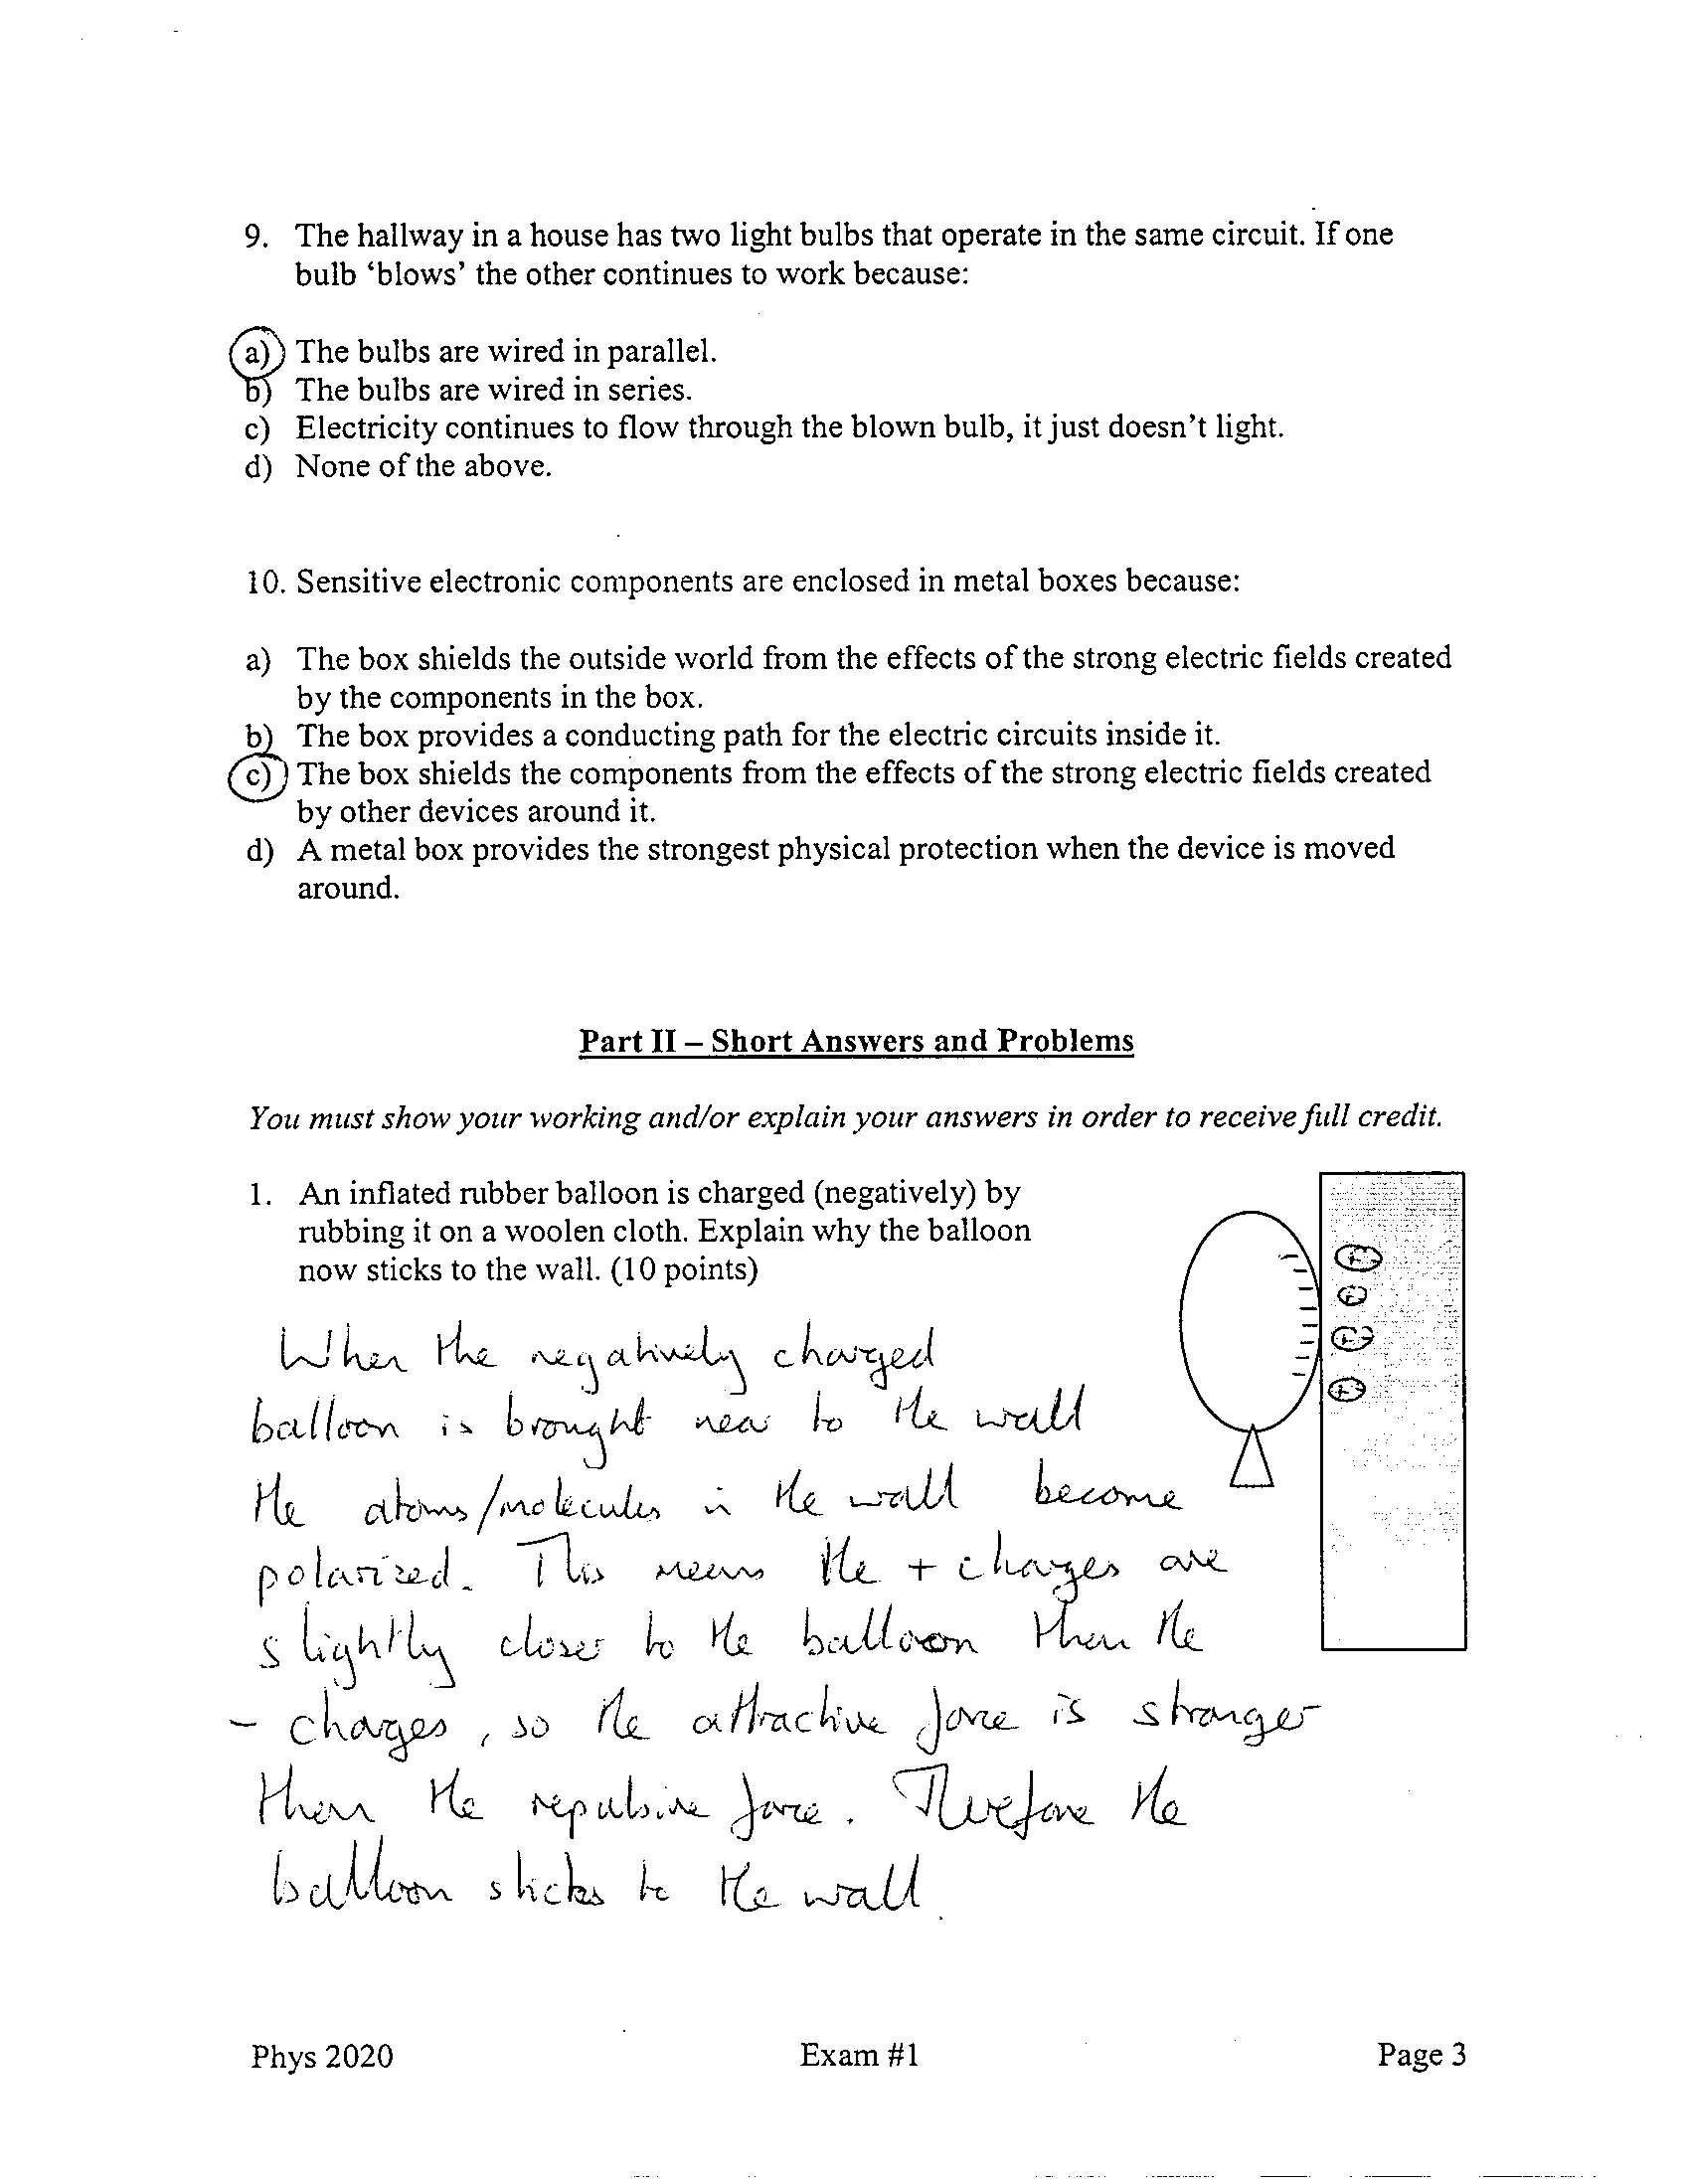 9. The hallway in a house has two light bulbs that operate in the same circuit. If one
bulb ‘blows’ the other continues to work because:
a) The bulbs are wired in parallel.
b) The bulbs are wired in series.
c) Electricity continues to flow through the blown bulb, it just doesn’t light.
d) None of the above.
10. Sensitive electronic components are enclosed in metal boxes because:
a) The box shields the outside world from the effects of the strong electric fields created
by the components in the box.
b) The box provides a conducting path for the electric circuits inside it.
c) The box shields the components from the effects of the strong electric fields created
by other devices around it.
d) A metal box provides the strongest physical protection when the device is moved
around.
Part II – Short Answers and Problems
You must show your working and/or explain your answers in order to receive full credit.
1. An inflated rubber balloon is charged (negatively) by
rubbing it on a woolen cloth. Explain why the balloon
now sticks to the wall. (10 points)
When the negatively charged
balloon is brought near to the wall
the atoms/molecules in the wall become
polarized. This means the + charges are
slightly closer to the balloon than the
- charges, so the attractive force is stronger
than the repulsive force. Therefore the
balloon sticks to the wall.
Phys 2020 Exam #1 Page 3